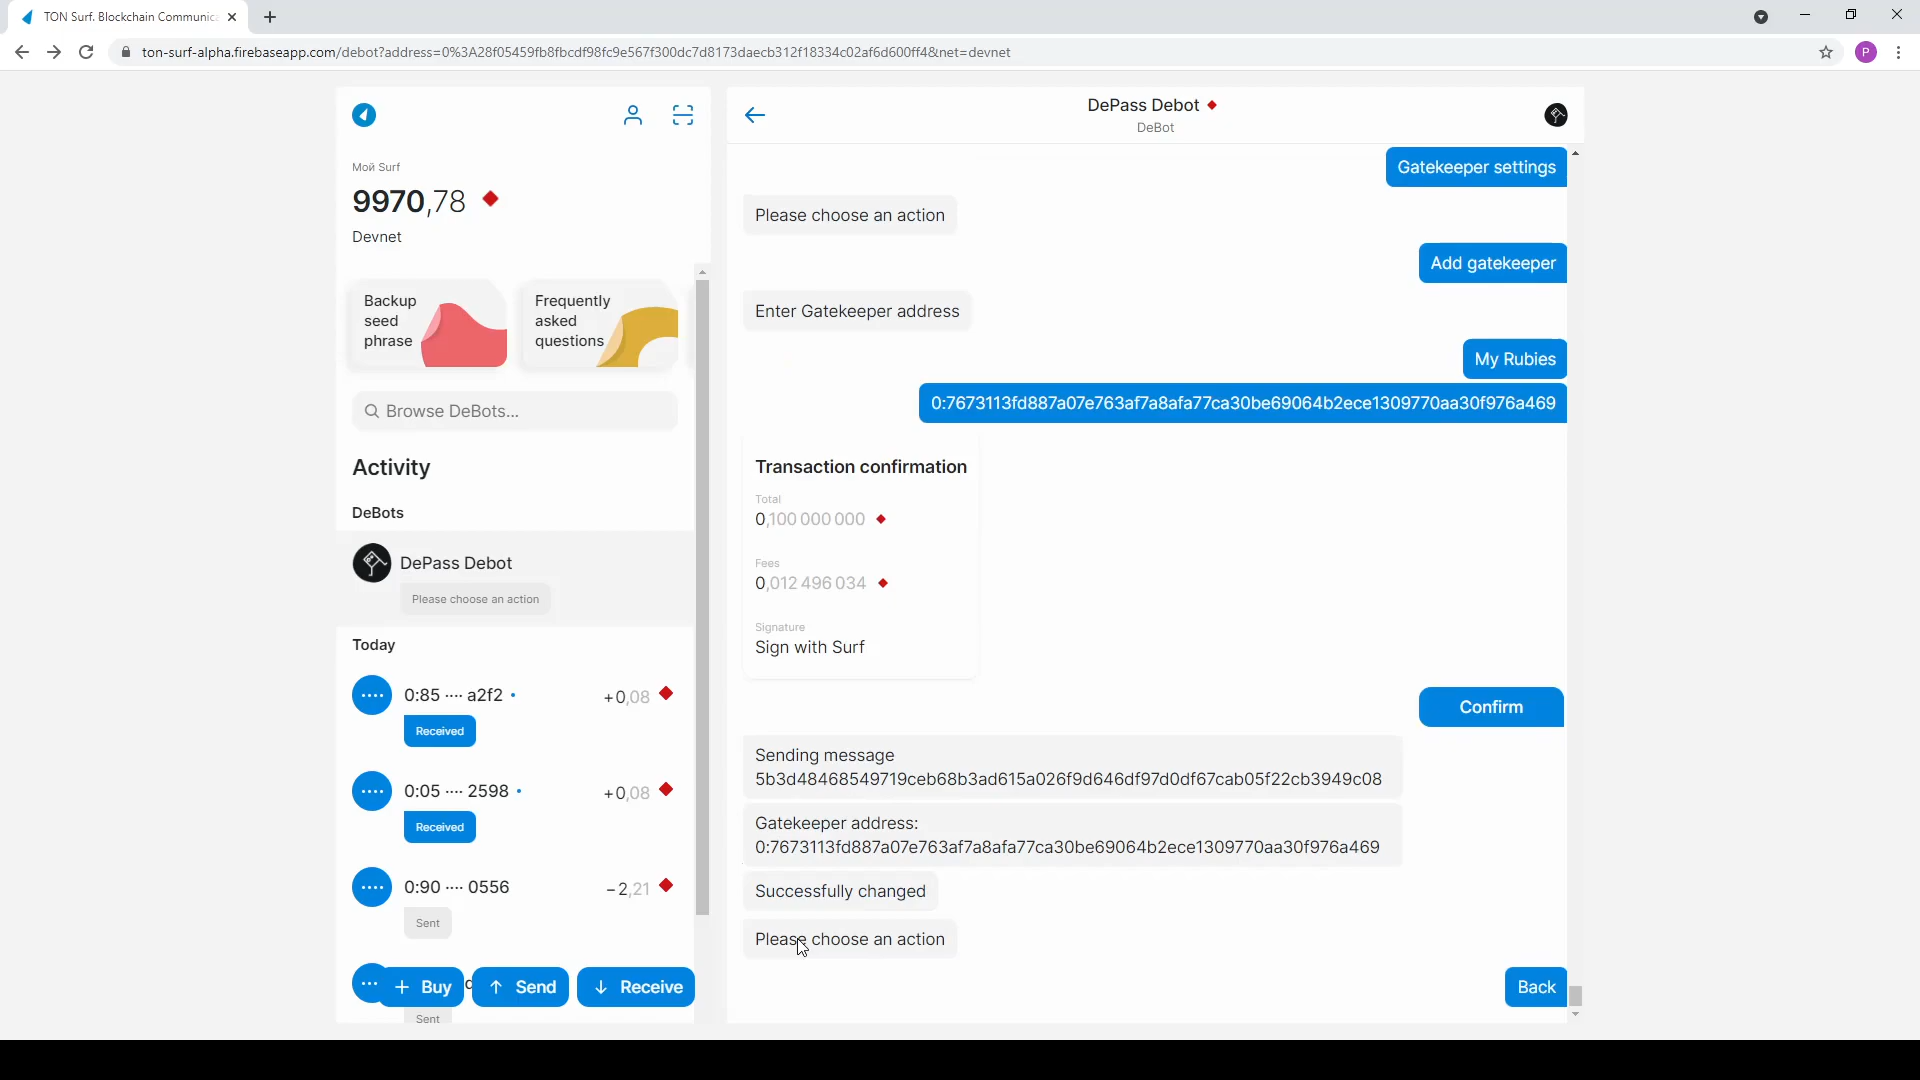 TON Surf. Blockchain Communica
ton-surf-alpha.firebaseapp.com/debot?address=0%3A28f05459fb8fbcdf98fc9e567f300dc7d8173daecb312f18334c02af6d600ff4&net=devnet
P
Мой Surf
9970,78
Devnet
Backup
seed
phrase
Frequently
asked
questions
Browse DeBots...
Activity
DeBots
DePass Debot
Please choose an action
Today
0:85 ···· a2f2
+0,08
Received
0:05 ···· 2598
+0,08
Received
0:90 ···· 0556
−2,21
Sent
Buy
Send
Receive
Sent
DePass Debot
DeBot
Gatekeeper settings
Please choose an action
Add gatekeeper
Enter Gatekeeper address
My Rubies
0:7673113fd887a07e763af7a8afa77ca30be69064b2ece1309770aa30f976a469
Transaction confirmation
Total
0,100 000 000
Fees
0,012 496 034
Signature
Sign with Surf
Confirm
Sending message
5b3d48468549719ceb68b3ad615a026f9d646df97d0df67cab05f22cb3949c08
Gatekeeper address:
0:7673113fd887a07e763af7a8afa77ca30be69064b2ece1309770aa30f976a469
Successfully changed
Please choose an action
Back